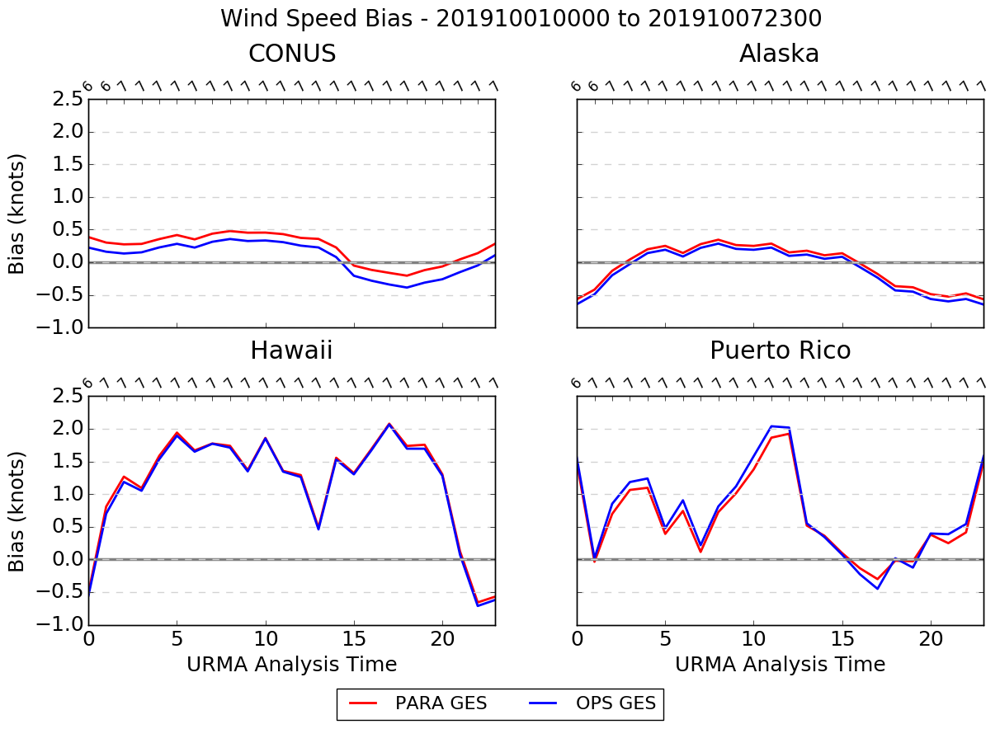 Wind Speed Bias - 201910010000 to 201910072300
CONUS
6 6 7 7 7 7 7 7 7 7 7 7 7 7 7 7 7 7 7 7 7 7 7 7
2.5
2.0
1.5
1.0
0.5
0.0
−0.5
−1.0
Bias (knots)
Alaska
6 6 7 7 7 7 7 7 7 7 7 7 7 7 7 7 7 7 7 7 7 7 7 7
Hawaii
6 7 7 7 7 7 7 7 7 7 7 7 7 7 7 7 7 7 7 7 7 7 7 7
2.5
2.0
1.5
1.0
0.5
0.0
−0.5
−1.0
Bias (knots)
0 5 10 15 20
URMA Analysis Time
Puerto Rico
6 7 7 7 7 7 7 7 7 7 7 7 7 7 7 7 7 7 7 7 7 7 7 7
0 5 10 15 20
URMA Analysis Time
PARA GES OPS GES